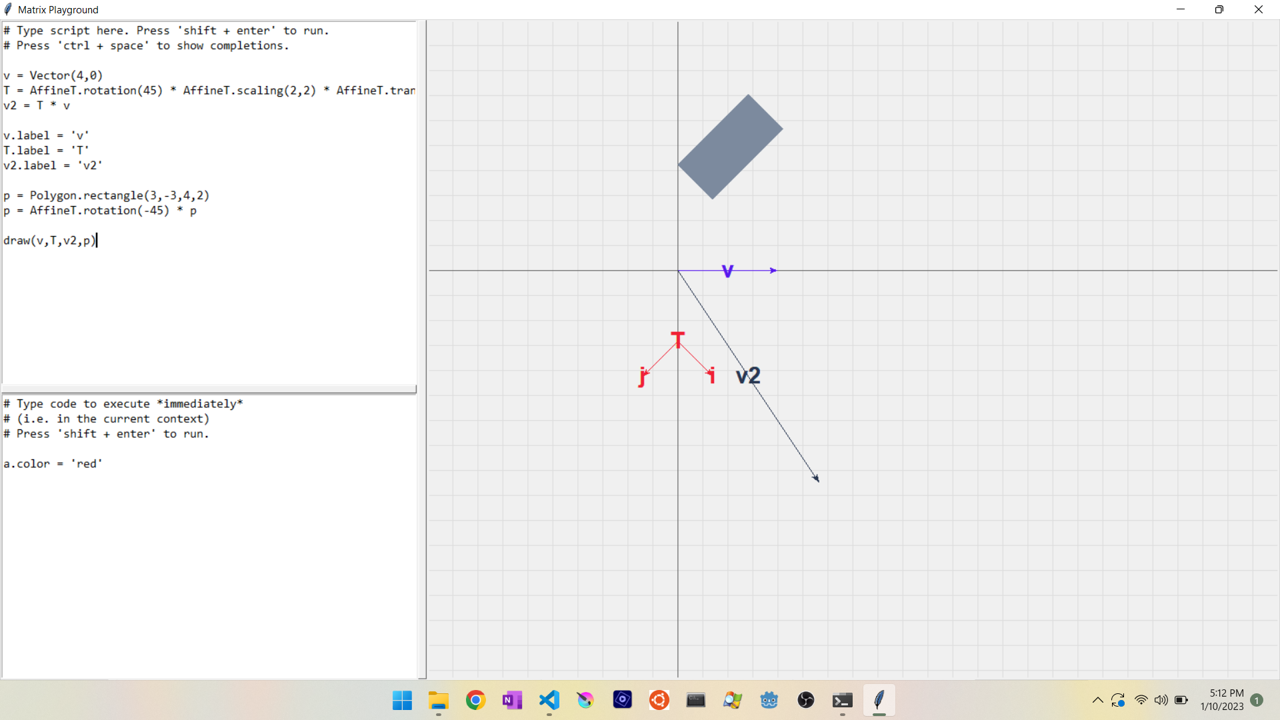 Matrix Playground
# Type script here. Press 'shift + enter' to run.
# Press 'ctrl + space' to show completions.
v = Vector(4,0)
T = AffineT.rotation(45) * AffineT.scaling(2,2) * AffineT.tran
v2 = T * v
v.label = 'v'
T.label = 'T'
v2.label = 'v2'
p = Polygon.rectangle(3,-3,4,2)
p = AffineT.rotation(-45) * p
draw(v,T,v2,p)
# Type code to execute *immediately*
# (i.e. in the current context)
# Press 'shift + enter' to run.
a.color = 'red'
v
T
j
i
v2
5:12 PM
1/10/2023
1